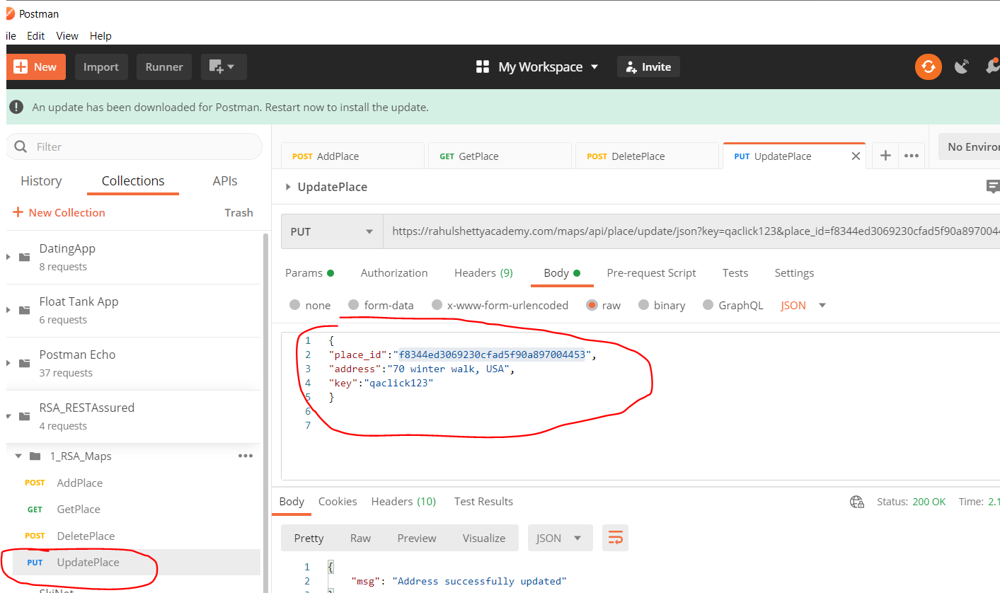 Postman
ile Edit View Help
New Import Runner My Workspace Invite
An update has been downloaded for Postman. Restart now to install the update.
Filter
History Collections APIs
New Collection Trash
DatingApp
8 requests
Float Tank App
6 requests
Postman Echo
37 requests
RSA_RESTAssured
4 requests
1_RSA_Maps
POST AddPlace
GET GetPlace
POST DeletePlace
PUT UpdatePlace
POST AddPlace GET GetPlace POST DeletePlace PUT UpdatePlace No Enviro
UpdatePlace
PUT https://rahulshettyacademy.com/maps/api/place/update/json?key=qaclick123&place_id=f8344ed3069230cfad5f90a8970044
Params Authorization Headers (9) Body Pre-request Script Tests Settings
none form-data x-www-form-urlencoded raw binary GraphQL JSON
1 {
2 "place_id":"f8344ed3069230cfad5f90a897004453",
3 "address":"70 winter walk, USA",
4 "key":"qaclick123"
5 }
6
7
Body Cookies Headers (10) Test Results Status: 200 OK Time: 2.1
Pretty Raw Preview Visualize JSON
1 {
2 "msg": "Address successfully updated"